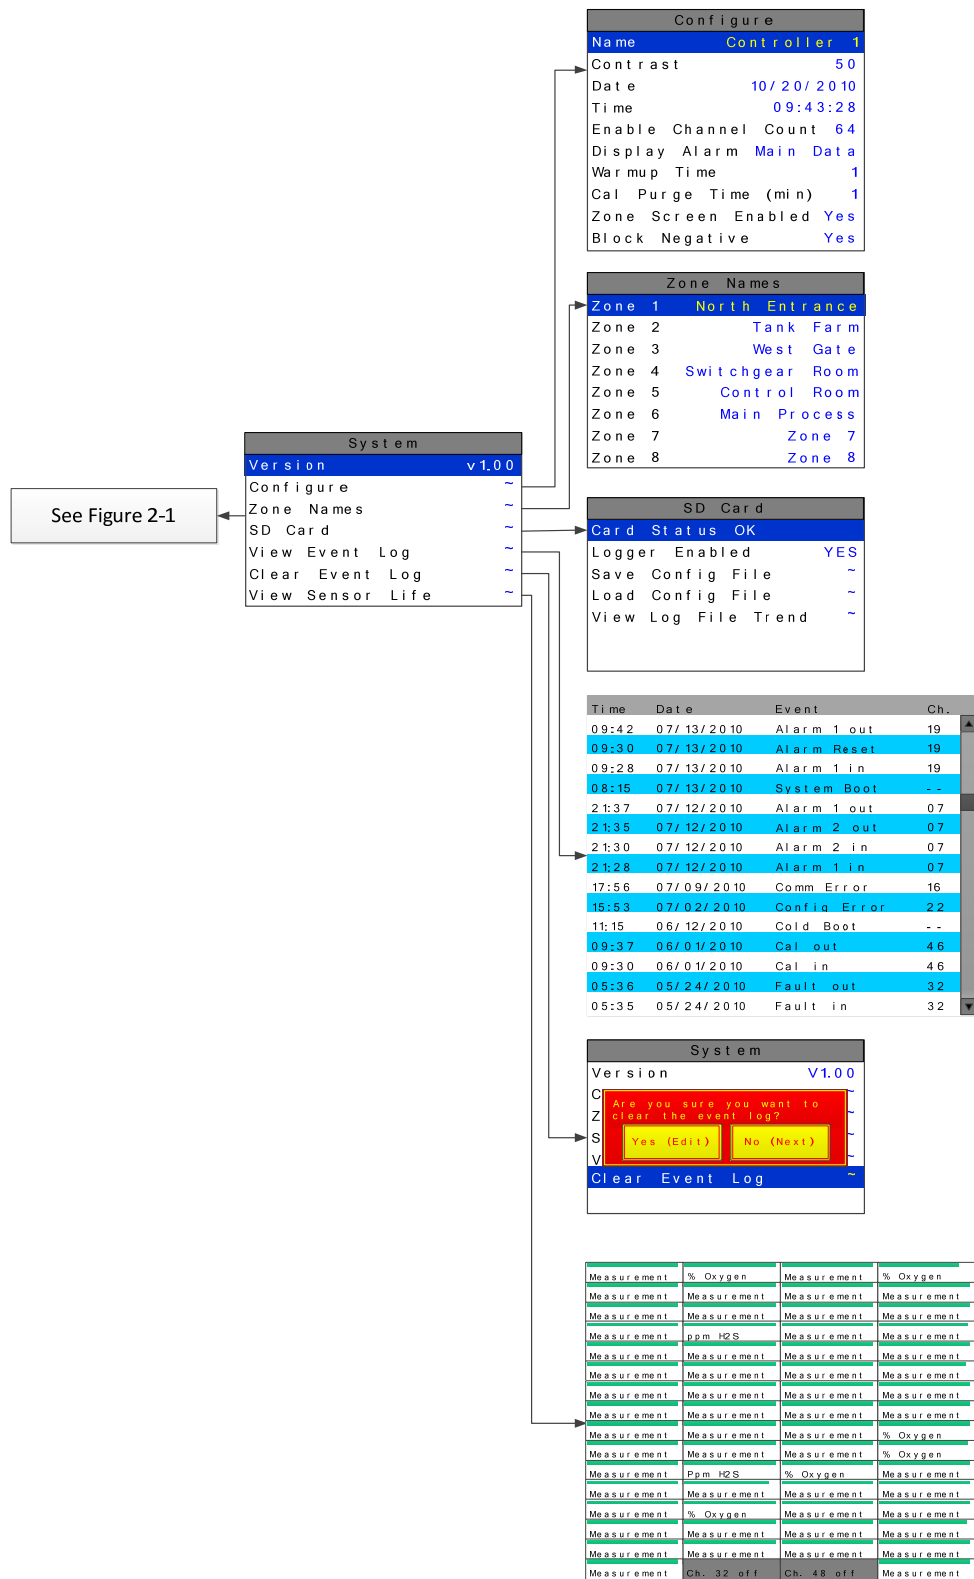 Configure
Name Controller 1
Contrast 50
Date 10/20/2010
Time 09:43:28
Enable Channel Count 64
Display Alarm Main Data
Warmup Time 1
Cal Purge Time (min) 1
Zone Screen Enabled Yes
Block Negative Yes
Zone Names
Zone 1 North Entrance
Zone 2 Tank Farm
Zone 3 West Gate
Zone 4 Switchgear Room
Zone 5 Control Room
Zone 6 Main Process
Zone 7 Zone 7
Zone 8 Zone 8
System
Version v1.00
Configure ~
Zone Names ~
SD Card ~
View Event Log ~
Clear Event Log ~
View Sensor Life ~
See Figure 2-1
SD Card
Card Status OK
Logger Enabled YES
Save Config File ~
Load Config File ~
View Log File Trend ~
Time Date Event Ch.
09:42 07/13/2010 Alarm 1 out 19
09:30 07/13/2010 Alarm Reset 19
09:28 07/13/2010 Alarm 1 in 19
08:15 07/13/2010 System Boot --
21:37 07/12/2010 Alarm 1 out 07
21:35 07/12/2010 Alarm 2 out 07
21:30 07/12/2010 Alarm 2 in 07
21:28 07/12/2010 Alarm 1 in 07
17:56 07/09/2010 Comm Error 16
15:53 07/02/2010 Config Error 22
11:15 06/12/2010 Cold Boot --
09:37 06/01/2010 Cal out 46
09:30 06/01/2010 Cal in 46
05:36 05/24/2010 Fault out 32
05:35 05/24/2010 Fault in 32
System
Version V1.00
C ~
Z ~
S ~
V ~
Are you sure you want to
clear the event log?
Yes (Edit) No (Next)
Clear Event Log ~
Measurement % Oxygen Measurement % Oxygen
Measurement Measurement Measurement Measurement
Measurement Measurement Measurement Measurement
Measurement ppm H2S Measurement Measurement
Measurement Measurement Measurement Measurement
Measurement Measurement Measurement Measurement
Measurement Measurement Measurement Measurement
Measurement Measurement Measurement Measurement
Measurement Measurement Measurement % Oxygen
Measurement Measurement Measurement % Oxygen
Measurement Ppm H2S % Oxygen Measurement
Measurement Measurement Measurement Measurement
Measurement % Oxygen Measurement Measurement
Measurement Measurement Measurement Measurement
Measurement Measurement Measurement Measurement
Measurement Ch. 32 off Ch. 48 off Measurement